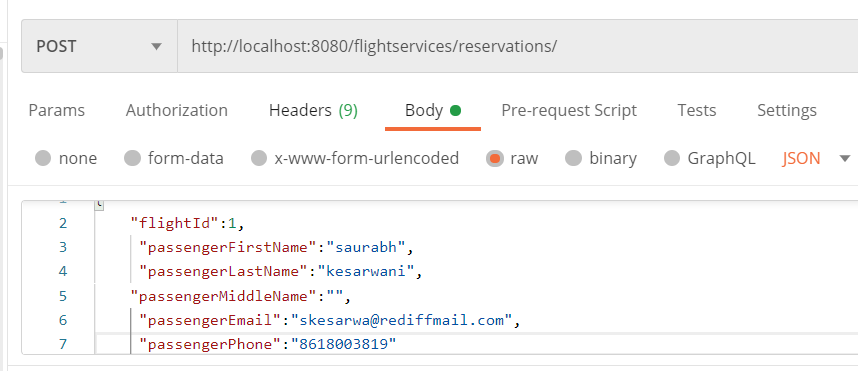 POST http://localhost:8080/flightservices/reservations/
Params Authorization Headers (9) Body Pre-request Script Tests Settings
none form-data x-www-form-urlencoded raw binary GraphQL JSON
1 {
2 "flightId":1,
3 "passengerFirstName":"saurabh",
4 "passengerLastName":"kesarwani",
5 "passengerMiddleName":"",
6 "passengerEmail":"skesarwa@rediffmail.com",
7 "passengerPhone":"8618003819"